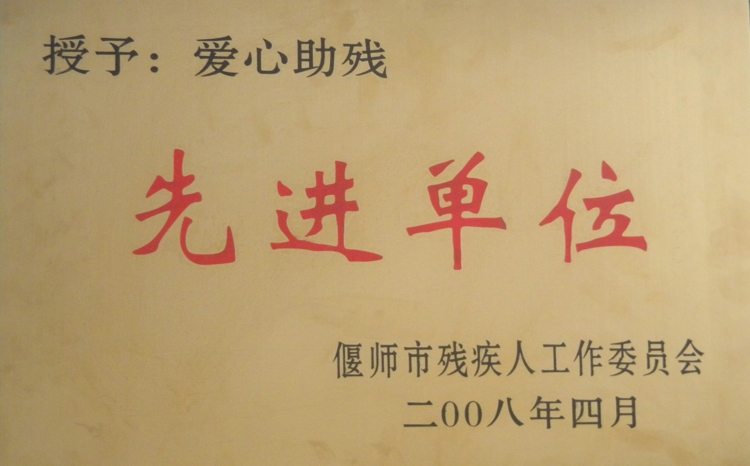 授予：爱心助残
先进单位
偃师市残疾人工作委员会
二00八年四月